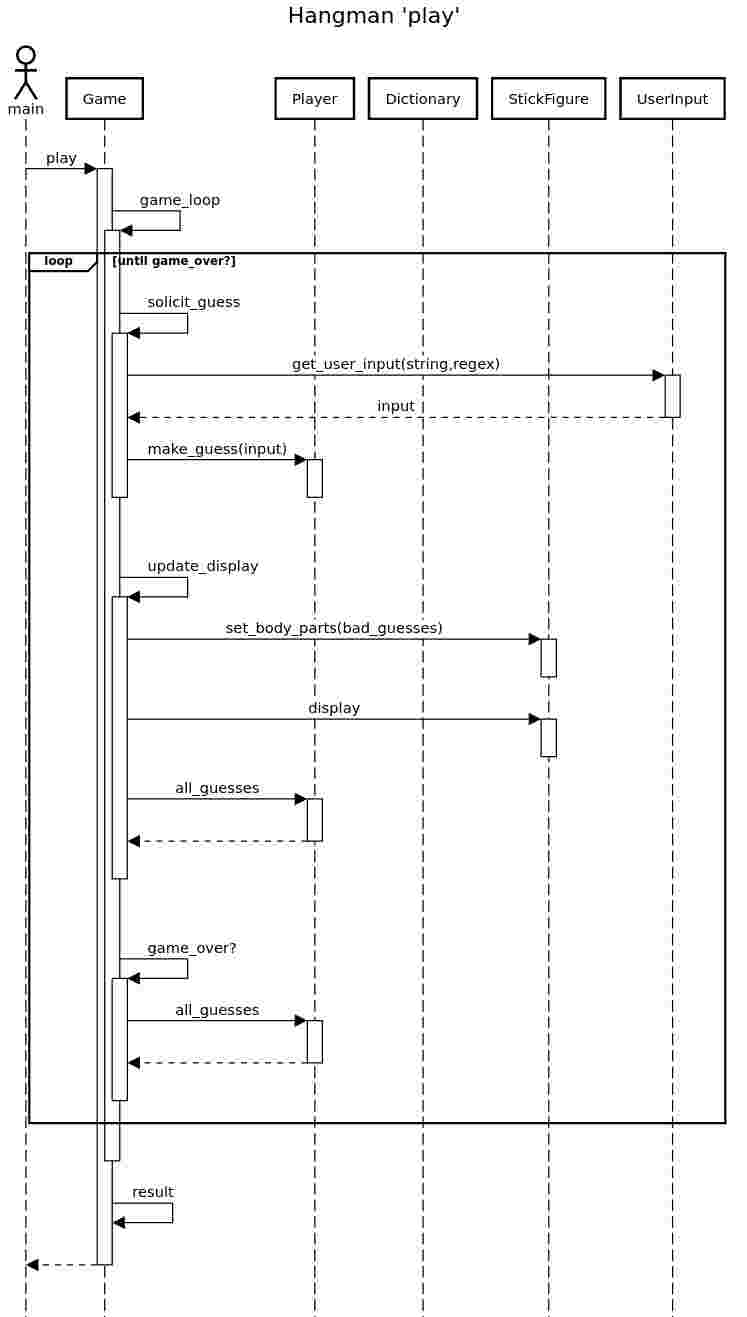 Hangman 'play'
main
Game
Player
Dictionary
StickFigure
UserInput
play
game_loop
loop
[until game_over?]
solicit_guess
get_user_input(string,regex)
input
make_guess(input)
update_display
set_body_parts(bad_guesses)
display
all_guesses
game_over?
all_guesses
result